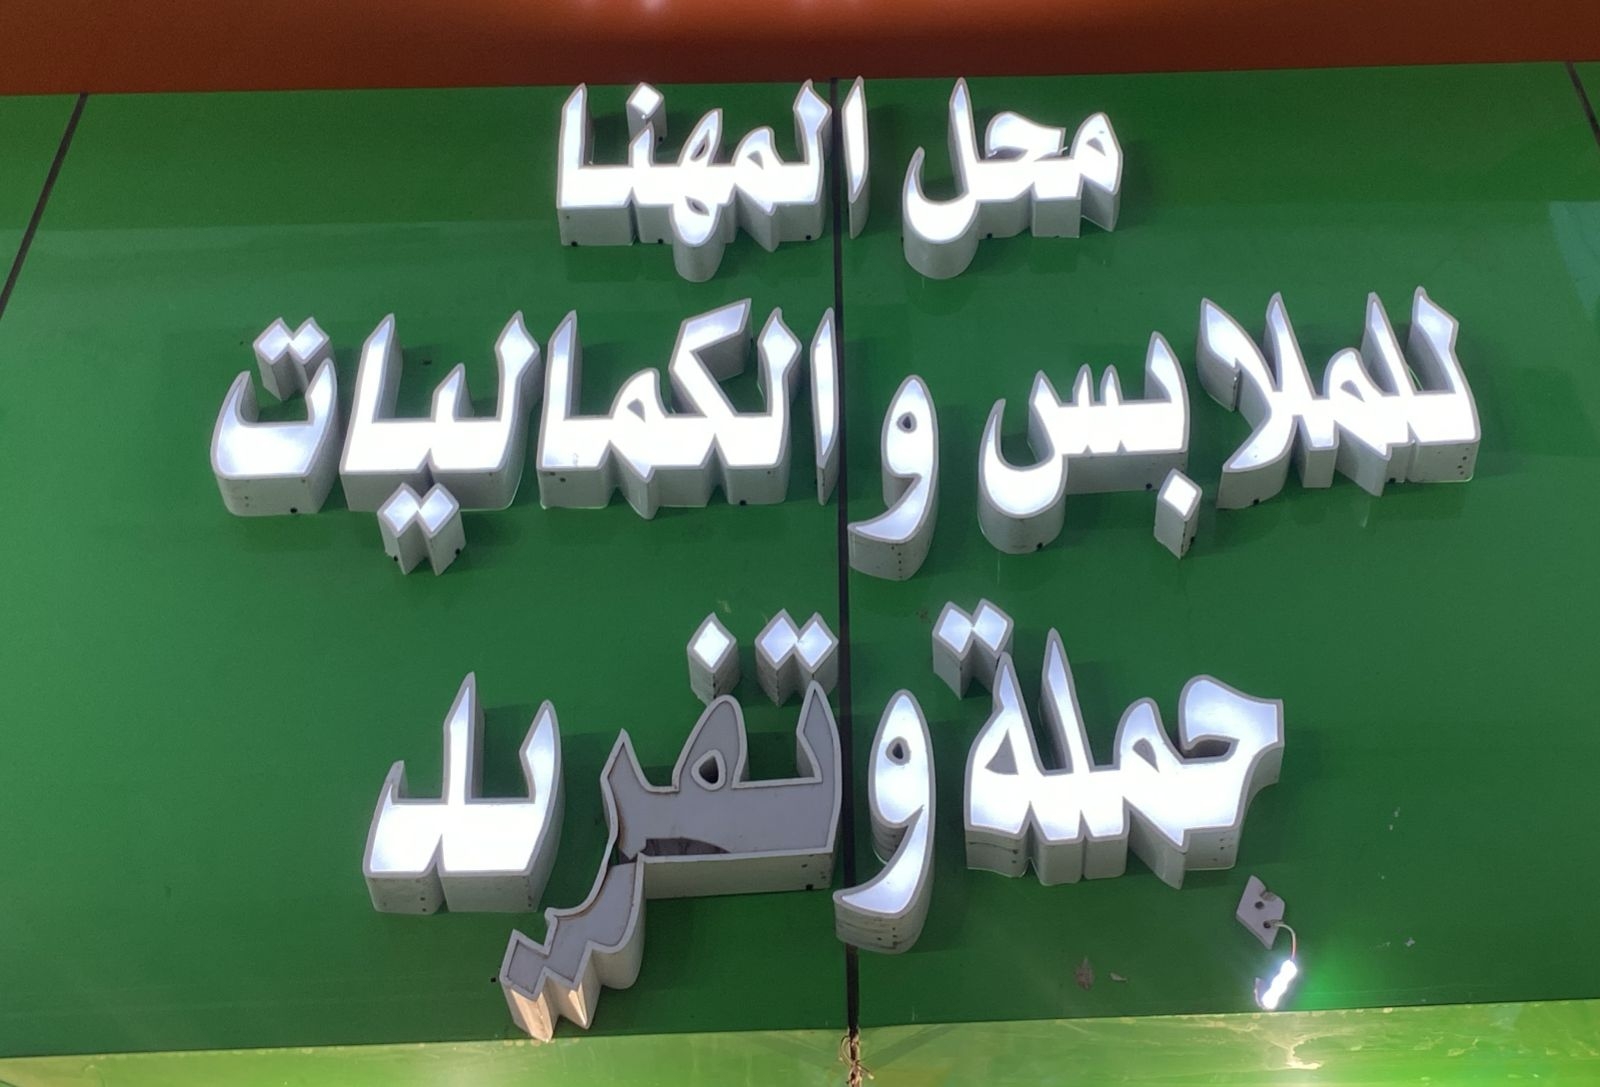 محل المهنا
للملابس والكماليات
جملة وتفريد